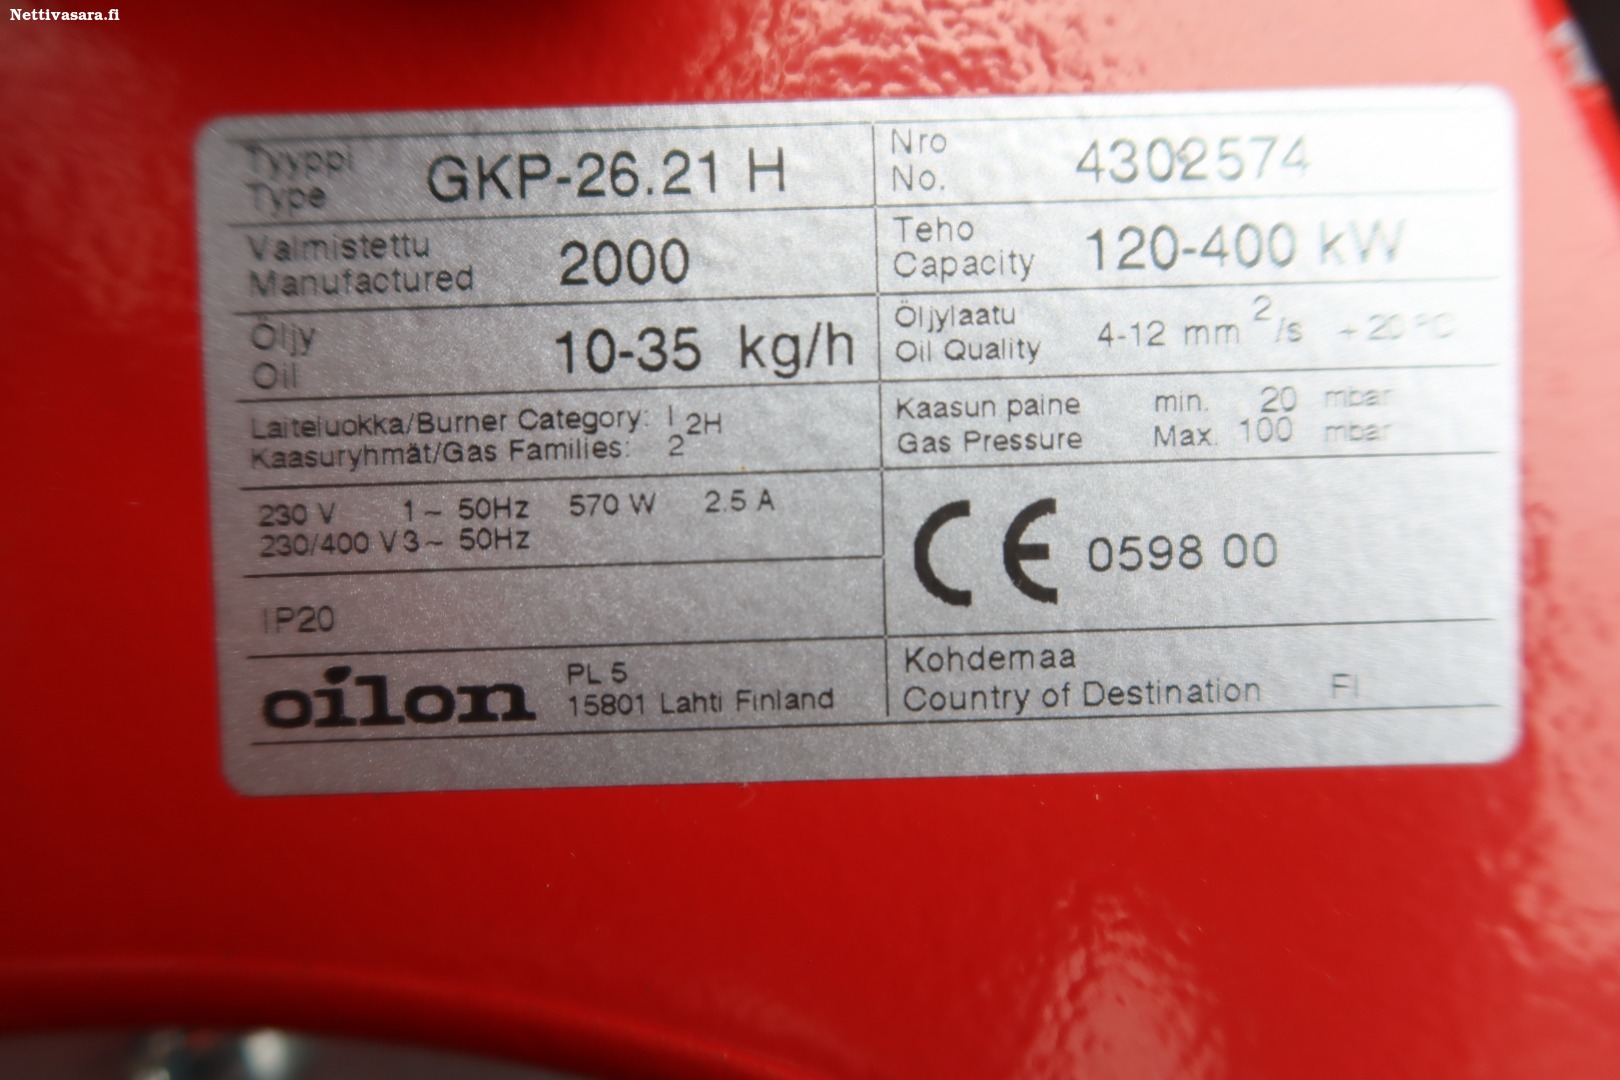 Nettivasara.fi
Tyyppi
Type
GKP-26.21 H
Nro
No.
4302574
Valmistettu
Manufactured
2000
Teho
Capacity
120-400 kW
Öljy
Oil
10-35 kg/h
Öljylaatu
Oil Quality
4-12 mm²/s +20°C
Laiteluokka/Burner Category: I 2H
Kaasuryhmät/Gas Families: 2
Kaasun paine min. 20 mbar
Gas Pressure Max. 100 mbar
230 V 1~ 50Hz 570 W 2.5 A
230/400 V 3~ 50Hz
CE 0598 00
IP20
oilon
PL 5
15801 Lahti Finland
Kohdemaa
Country of Destination FI